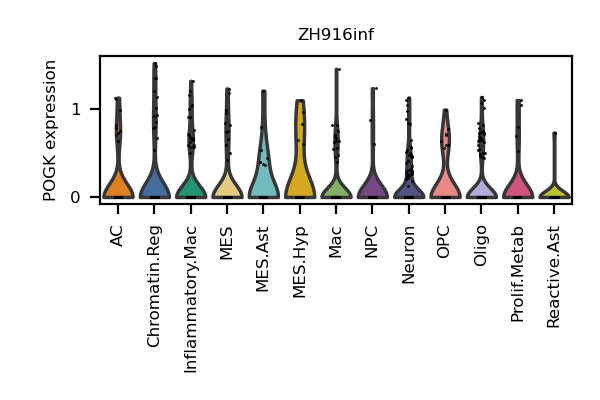 ZH916inf
POGK expression
1
0
AC
Chromatin.Reg
Inflammatory.Mac
MES
MES.Ast
MES.Hyp
Mac
NPC
Neuron
OPC
Oligo
Prolif.Metab
Reactive.Ast